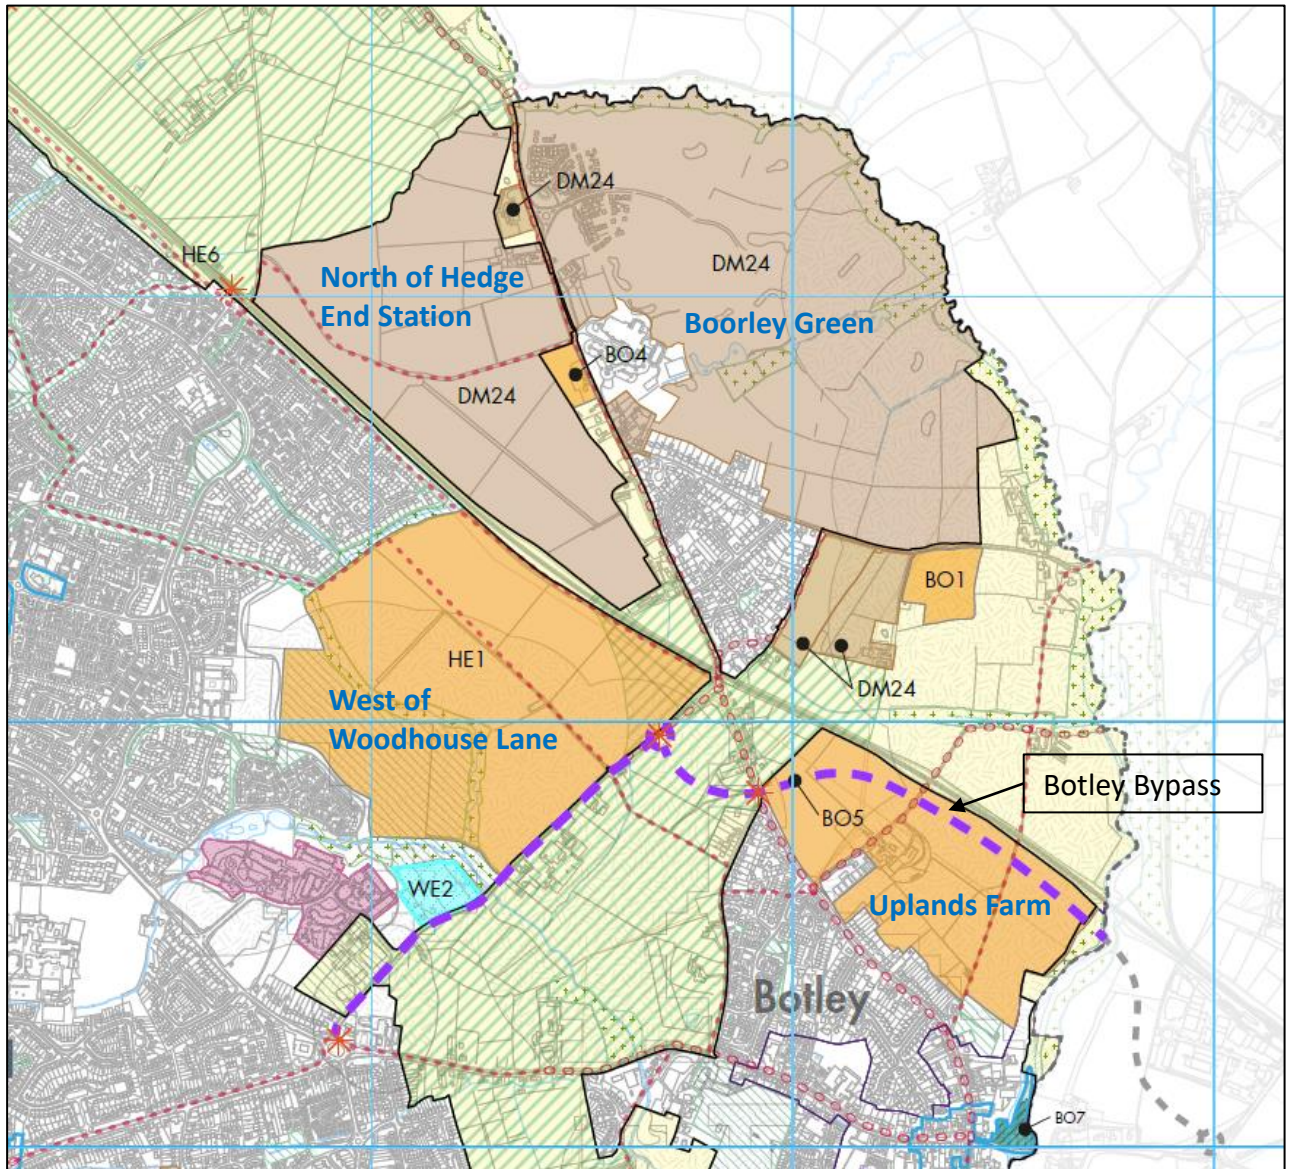 DM24
HE6
DM24
North of Hedge
End Station
Boorley Green
BO4
DM24
BO1
HE1
DM24
West of
Woodhouse Lane
Botley Bypass
BO5
WE2
Uplands Farm
Botley
BO7